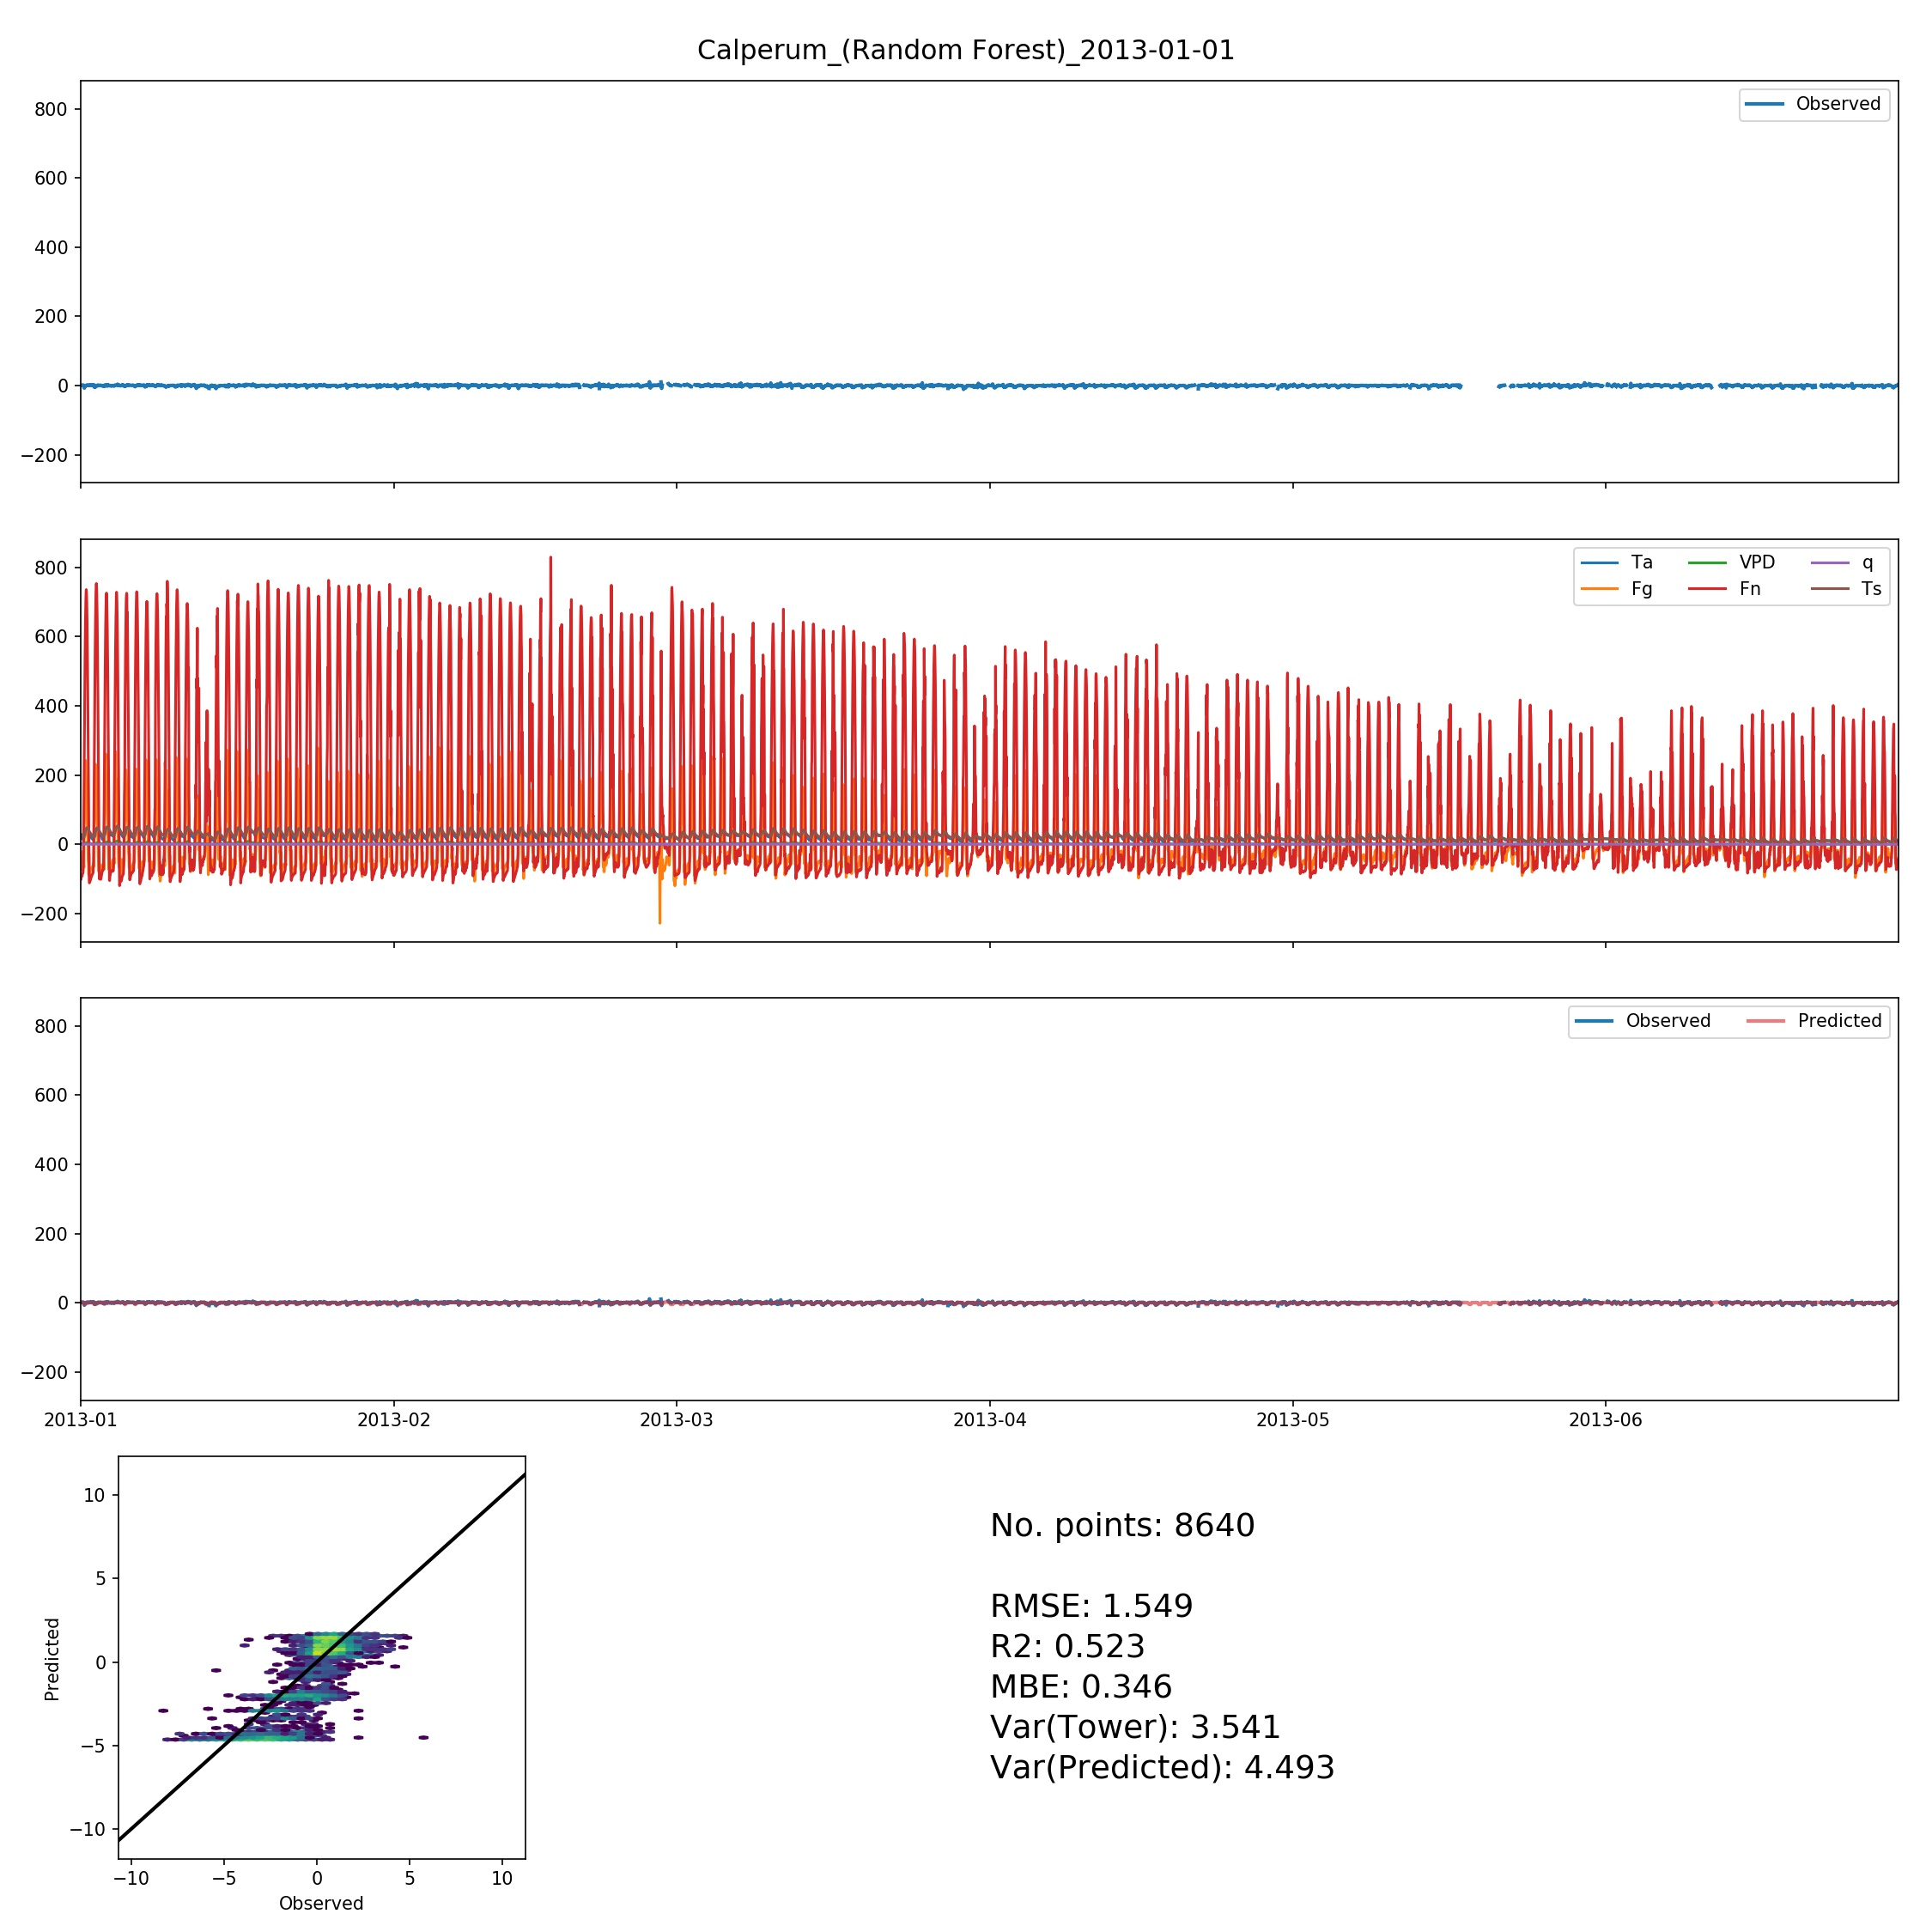 Calperum_(Random Forest)_2013-01-01
800
600
400
200
0
−200
Observed
800
600
400
200
0
−200
Ta VPD q
Fg Fn Ts
800
600
400
200
0
−200
Observed Predicted
2013-01 2013-02 2013-03 2013-04 2013-05 2013-06
10
5
0
−5
−10
Predicted
−10 −5 0 5 10
Observed
No. points: 8640
RMSE: 1.549
R2: 0.523
MBE: 0.346
Var(Tower): 3.541
Var(Predicted): 4.493